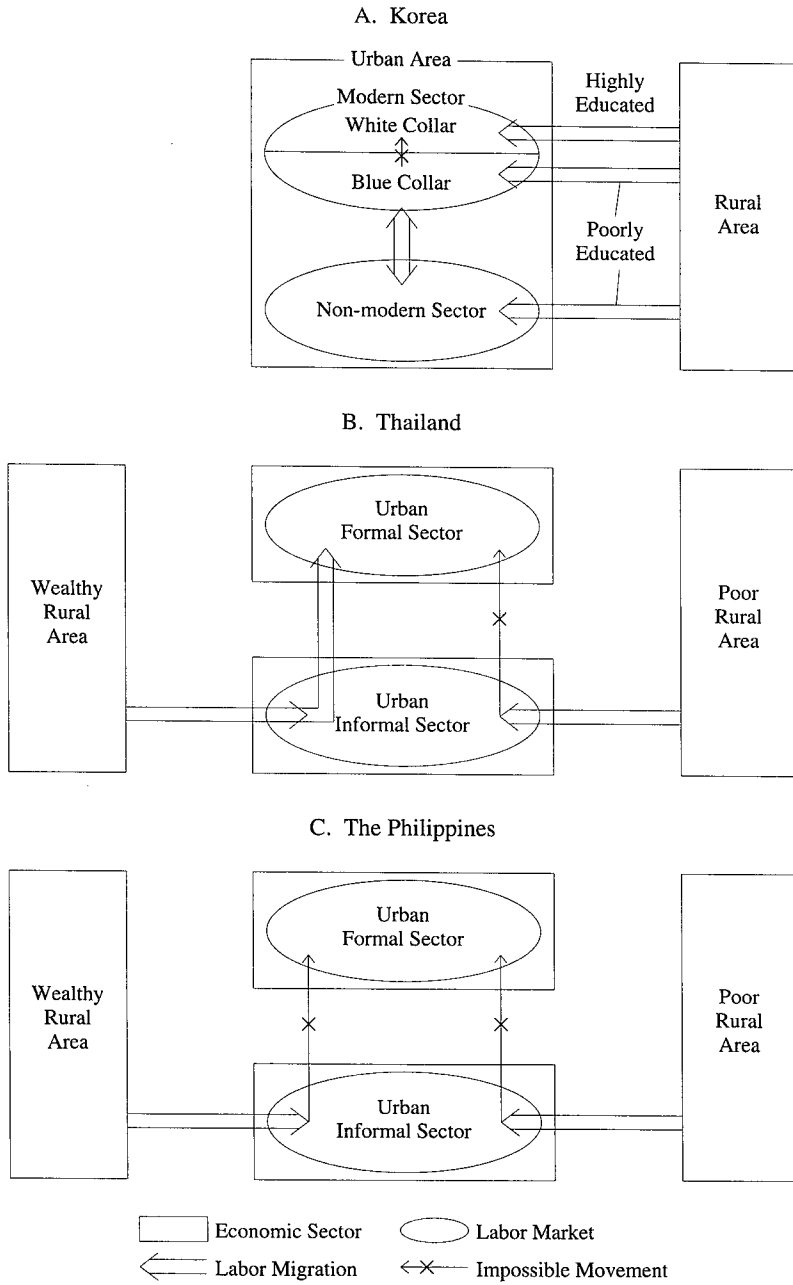 A. Korea
Urban Area
Modern Sector
White Collar
Blue Collar
Non-modern Sector
Highly
Educated
Poorly
Educated
Rural
Area
B. Thailand
Wealthy
Rural
Area
Urban
Formal Sector
Urban
Informal Sector
Poor
Rural
Area
C. The Philippines
Wealthy
Rural
Area
Urban
Formal Sector
Urban
Informal Sector
Poor
Rural
Area
Economic Sector
Labor Market
Labor Migration
Impossible Movement